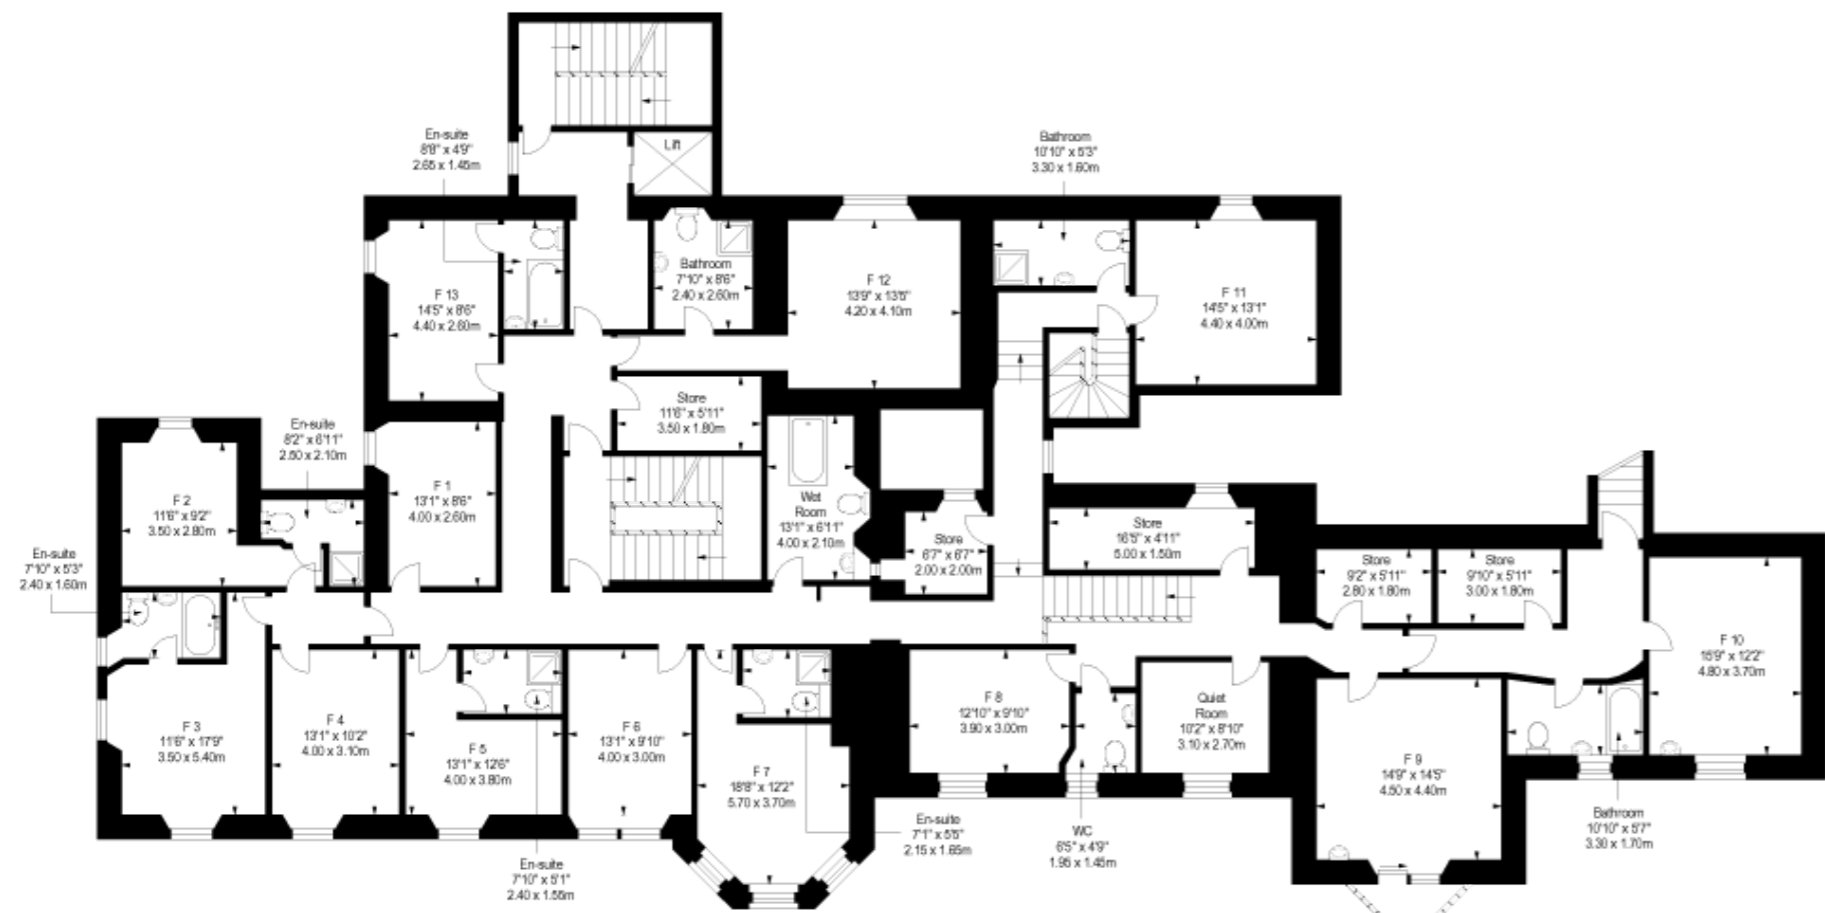 Lift
En-suite
8'8" x 4'9"
2.65 x 1.45m
Bathroom
10'10" x 5'3"
3.30 x 1.60m
F 13
14'5" x 8'6"
4.40 x 2.60m
Bathroom
7'10" x 8'6"
2.40 x 2.60m
F 12
13'9" x 13'5"
4.20 x 4.10m
F 11
14'5" x 13'1"
4.40 x 4.00m
Store
11'6" x 5'11"
3.50 x 1.80m
En-suite
8'2" x 6'11"
2.50 x 2.10m
F 2
11'6" x 9'2"
3.50 x 2.80m
F 1
13'1" x 8'6"
4.00 x 2.60m
Wet
Room
13'1" x 6'11"
4.00 x 2.10m
Store
6'7" x 6'7"
2.00 x 2.00m
Store
16'5" x 4'11"
5.00 x 1.50m
En-suite
7'10" x 5'3"
2.40 x 1.60m
Store
9'2" x 5'11"
2.80 x 1.80m
Store
9'10" x 5'11"
3.00 x 1.80m
F 10
15'9" x 12'2"
4.80 x 3.70m
F 3
11'6" x 17'9"
3.50 x 5.40m
F 4
13'1" x 10'2"
4.00 x 3.10m
F 5
13'1" x 12'6"
4.00 x 3.80m
F 6
13'1" x 9'10"
4.00 x 3.00m
F 7
18'8" x 12'2"
5.70 x 3.70m
F 8
12'10" x 9'10"
3.90 x 3.00m
Quiet
Room
10'2" x 8'10"
3.10 x 2.70m
F 9
14'9" x 14'5"
4.50 x 4.40m
En-suite
7'10" x 5'1"
2.40 x 1.55m
En-suite
7'1" x 5'5"
2.15 x 1.65m
WC
6'5" x 4'9"
1.95 x 1.45m
Bathroom
10'10" x 5'7"
3.30 x 1.70m